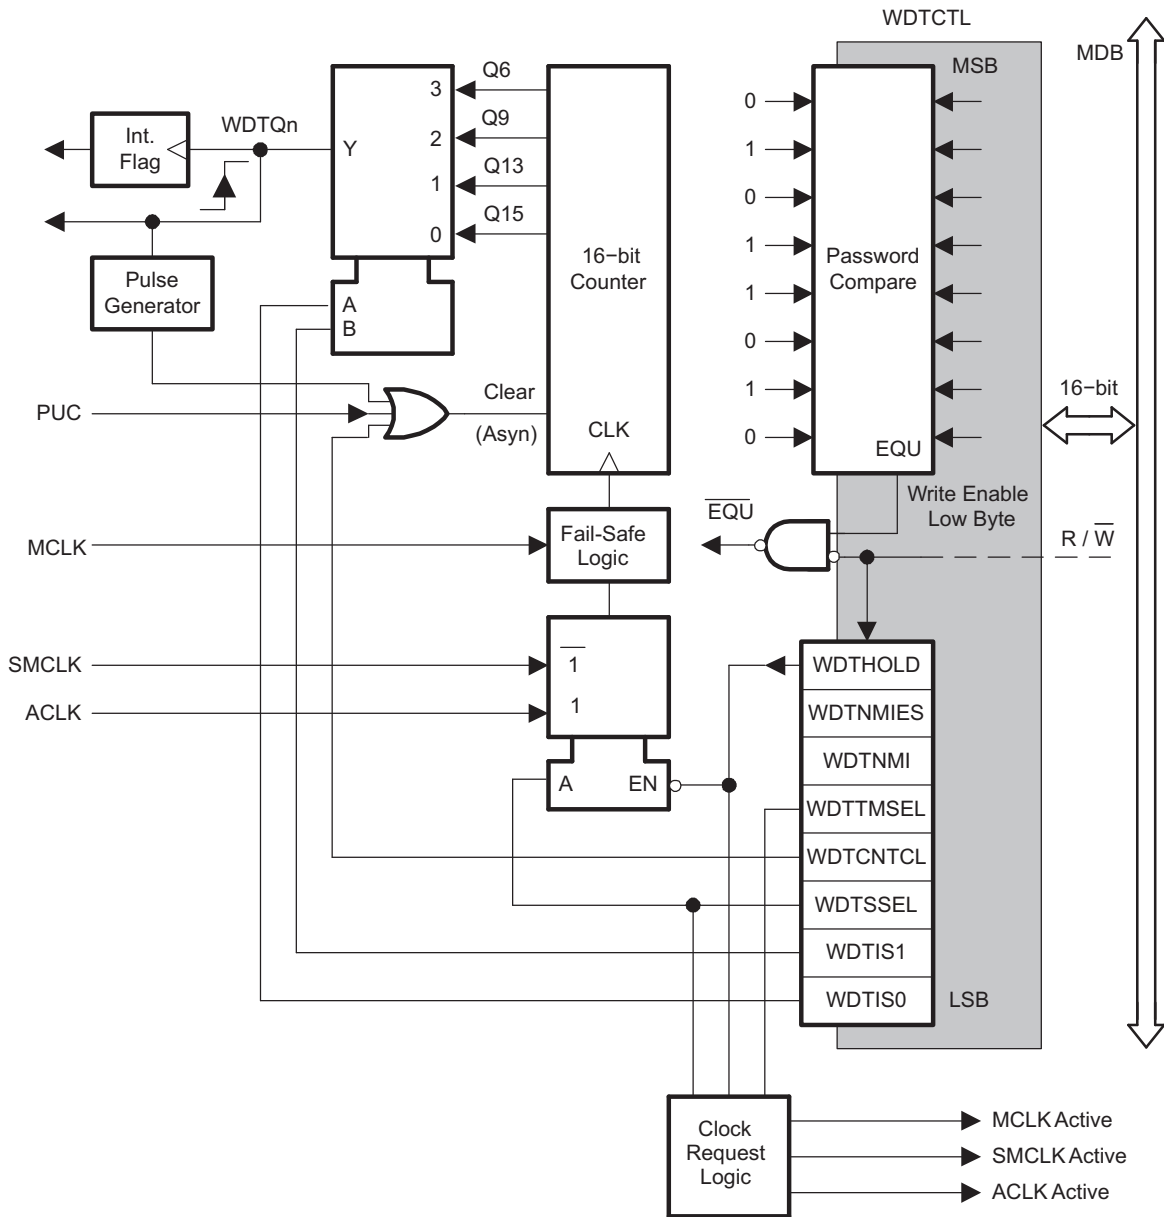 WDTCTL
MDB
MSB
Int.
Flag
WDTQn
Y
3
2
1
0
Q6
Q9
Q13
Q15
16−bit
Counter
0
1
0
1
1
0
1
0
Password
Compare
EQU
16−bit
Pulse
Generator
A
B
PUC
Clear
(Asyn)
CLK
MCLK
Fail-Safe
Logic
EQU
Write Enable
Low Byte
R / W
SMCLK
ACLK
1
1
A
EN
WDTHOLD
WDTNMIES
WDTNMI
WDTTMSEL
WDTCNTCL
WDTSSEL
WDTIS1
WDTIS0
LSB
Clock
Request
Logic
MCLK Active
SMCLK Active
ACLK Active